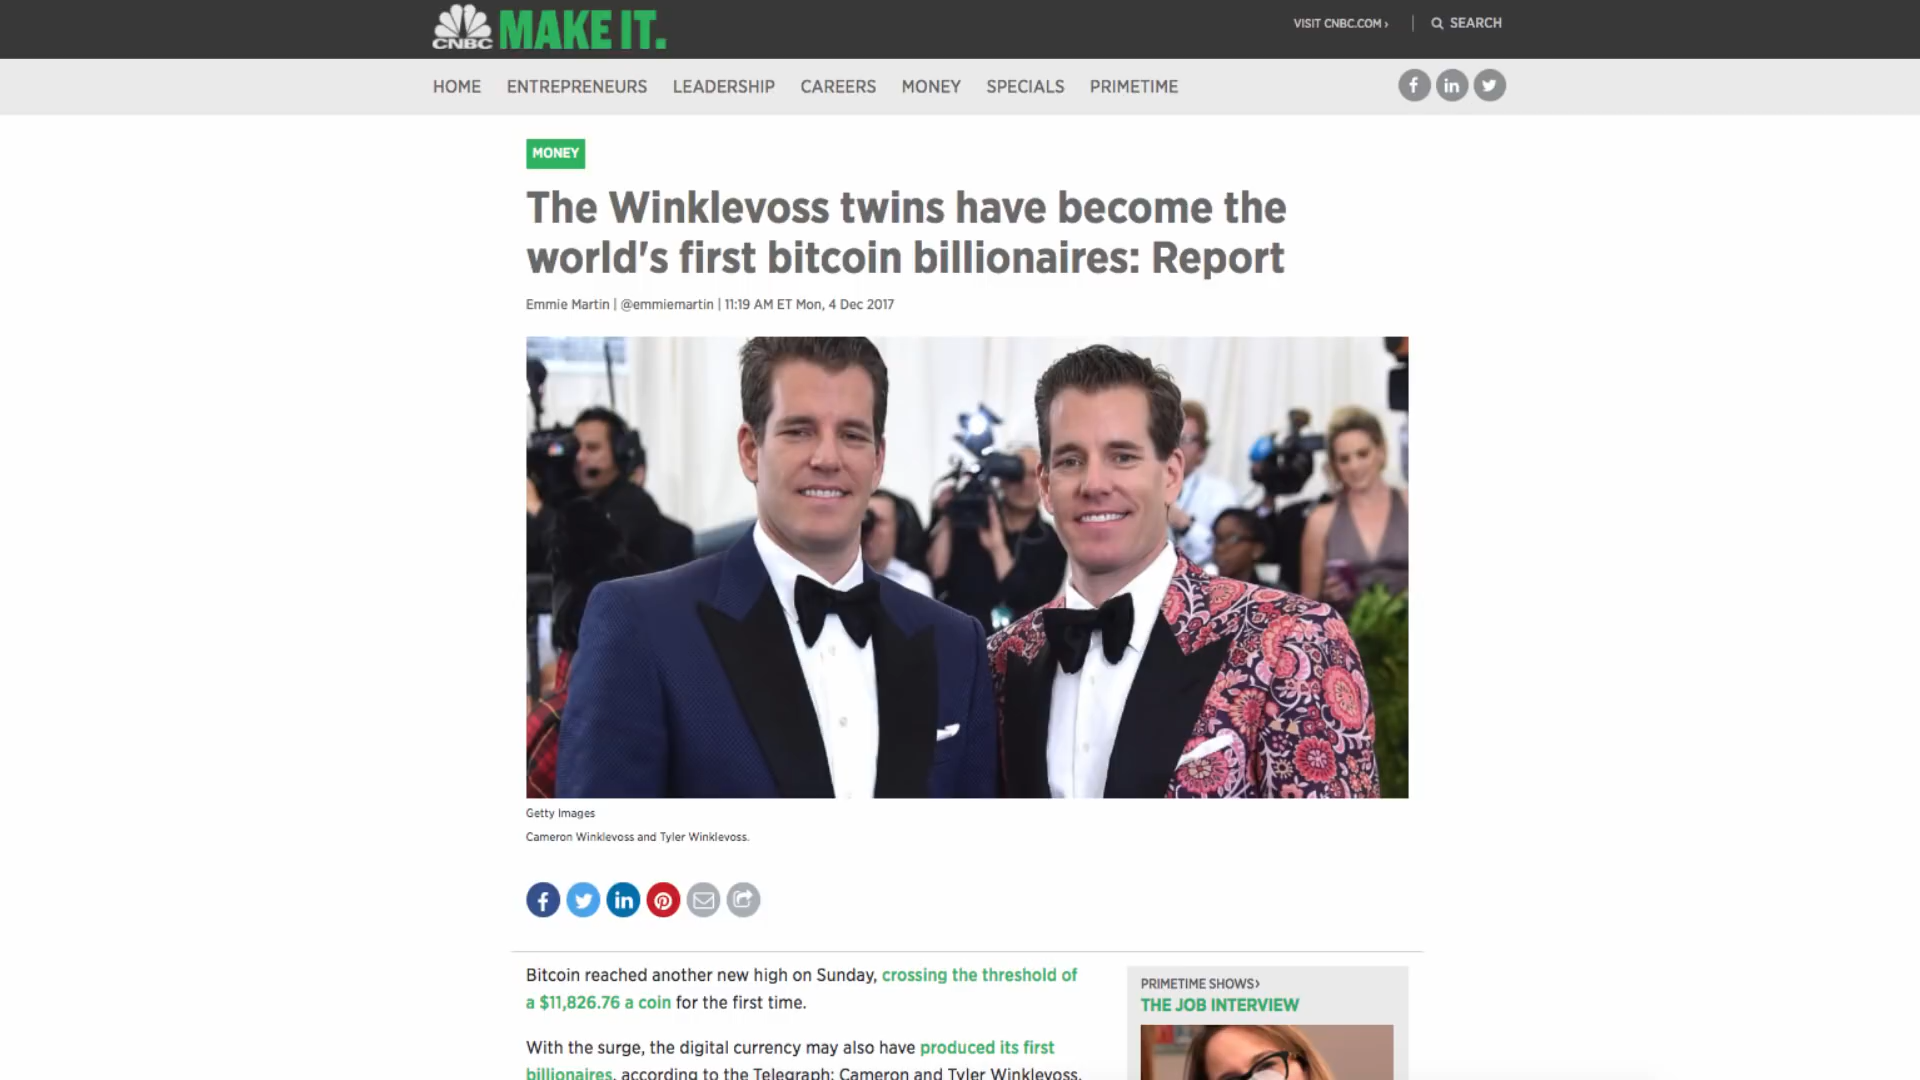 CNBC MAKE IT.
VISIT CNBC.COM ›
SEARCH
HOME ENTREPRENEURS LEADERSHIP CAREERS MONEY SPECIALS PRIMETIME
MONEY
The Winklevoss twins have become the
world's first bitcoin billionaires: Report
Emmie Martin | @emmiemartin | 11:19 AM ET Mon, 4 Dec 2017
Getty Images
Cameron Winklevoss and Tyler Winklevoss.
Bitcoin reached another new high on Sunday, crossing the threshold of
a $11,826.76 a coin for the first time.
With the surge, the digital currency may also have produced its first
billionaires, according to the Telegraph: Cameron and Tyler Winklevoss,
PRIMETIME SHOWS›
THE JOB INTERVIEW